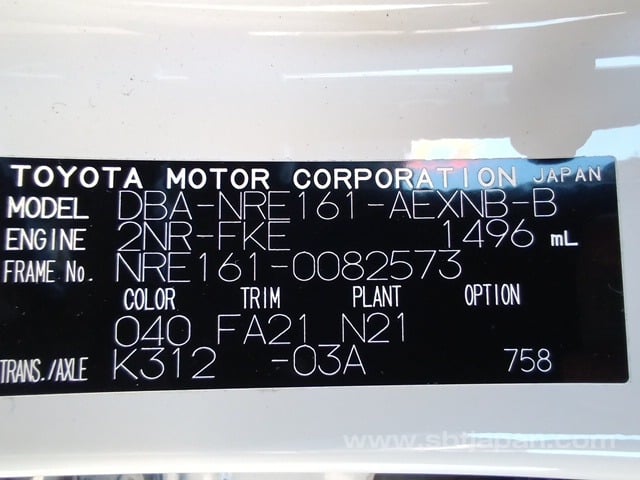 TOYOTA MOTOR CORPORATION JAPAN
MODEL DBA-NRE161-AEXNB-B
ENGINE 2NR-FKE 1496 mL
FRAME No. NRE161-0082573
COLOR TRIM PLANT OPTION
040 FA21 N21
TRANS./AXLE K312 -03A 758
www.sbtjapan.com